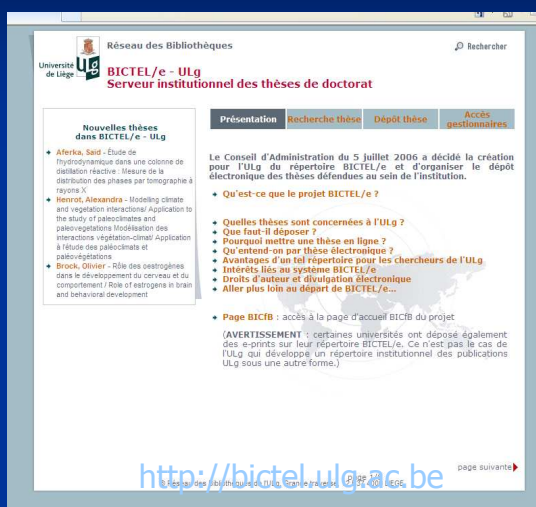 Réseau des Bibliothèques
Rechercher
Université
de Liège
ULg
BICTEL/e - ULg
Serveur institutionnel des thèses de doctorat
Nouvelles thèses
dans BICTEL/e - ULg
Aferka, Said - Étude de
l'hydrodynamique dans une colonne de
distillation réactive : Mesure de la
distribution des phases par tomographie à
rayons X
Henrot, Alexandra - Modelling climate
and vegetation interactions/ Application to
the study of paleoclimates and
paleovegetations Modélisation des
interactions végétation-climat/ Application
à l'étude des paléoclimats et
paléovégétations
Brock, Olivier - Rôle des oestrogènes
dans le développement du cerveau et du
comportement / Role of estrogens in brain
and behavioral development
Présentation
Recherche thèse
Dépôt thèse
Accès
gestionnaires
Le Conseil d'Administration du 5 juillet 2006 a décidé la création
pour l'ULg du répertoire BICTEL/e et d'organiser le dépôt
électronique des thèses défendues au sein de l'institution.
Qu'est-ce que le projet BICTEL/e ?
Quelles thèses sont concernées à l'ULg ?
Que faut-il déposer ?
Pourquoi mettre une thèse en ligne ?
Qu'entend-on par thèse électronique ?
Avantages d'un tel répertoire pour les chercheurs de l'ULg
Intérêts liés au système BICTEL/e
Droits d'auteur et divulgation électronique
Aller plus loin au départ de BICTEL/e...
Page BICfB : accès à la page d'accueil BICfB du projet
(AVERTISSEMENT : certaines universités ont déposé également
des e-prints sur leur répertoire BICTEL/e. Ce n'est pas le cas de
l'ULg qui développe un répertoire institutionnel des publications
ULg sous une autre forme.)
page suivante
http://bictel.ulg.ac.be